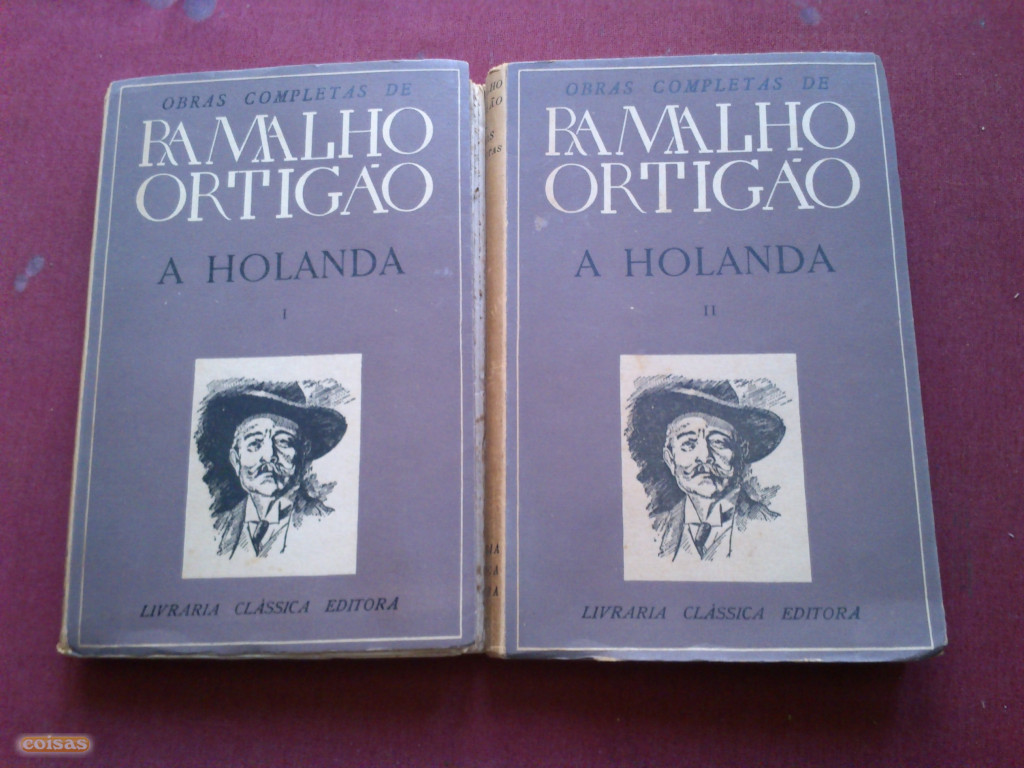 OBRAS COMPLETAS DE
RAMALHO
ORTIGÃO
A HOLANDA
I
LIVRARIA CLÁSSICA EDITORA
OBRAS COMPLETAS DE
RAMALHO
ORTIGÃO
A HOLANDA
II
LIVRARIA CLÁSSICA EDITORA
coisas